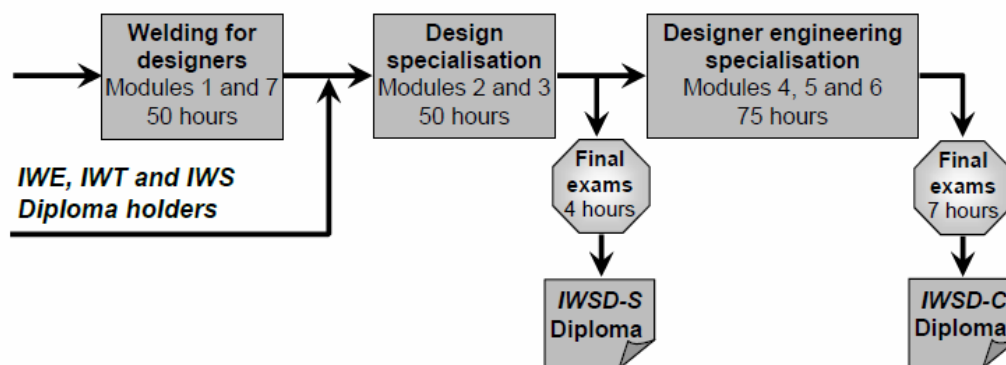 Welding for
designers
Modules 1 and 7
50 hours
Design
specialisation
Modules 2 and 3
50 hours
Designer engineering
specialisation
Modules 4, 5 and 6
75 hours
IWE, IWT and IWS
Diploma holders
Final
exams
4 hours
Final
exams
7 hours
IWSD-S
Diploma
IWSD-C
Diploma